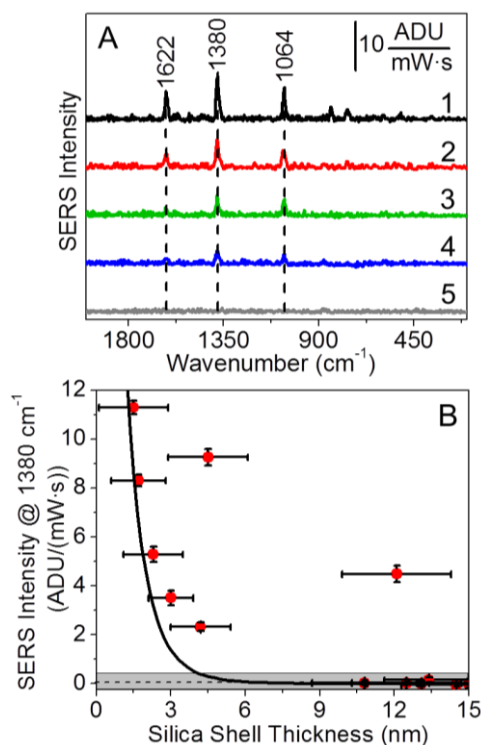 A
1622
1380
1064
10 ADU
mW·s
SERS Intensity
1
2
3
4
5
1800 1350 900 450
Wavenumber (cm⁻¹)
B
SERS Intensity @ 1380 cm⁻¹
(ADU/(mW·s))
12
10
8
6
4
2
0
0 3 6 9 12 15
Silica Shell Thickness (nm)